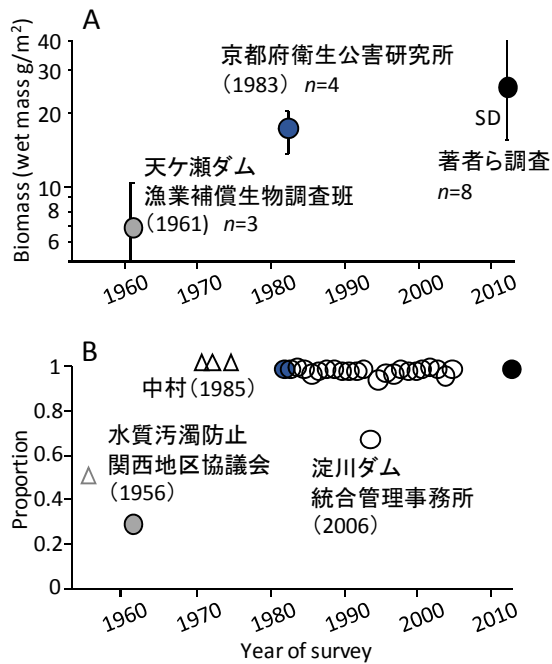 A
Biomass (wet mass g/m²)
40
30
20
10
8
6
京都府衛生公害研究所
（1983） n=4
天ケ瀬ダム
漁業補償生物調査班
(1961) n=3
SD
著者ら調査
n=8
1960
1970
1980
1990
2000
2010
B
Proportion
1
0.8
0.6
0.4
0.2
0
中村（1985）
水質汚濁防止
関西地区協議会
（1956）
淀川ダム
統合管理事務所
（2006）
1960
1970
1980
1990
2000
2010
Year of survey